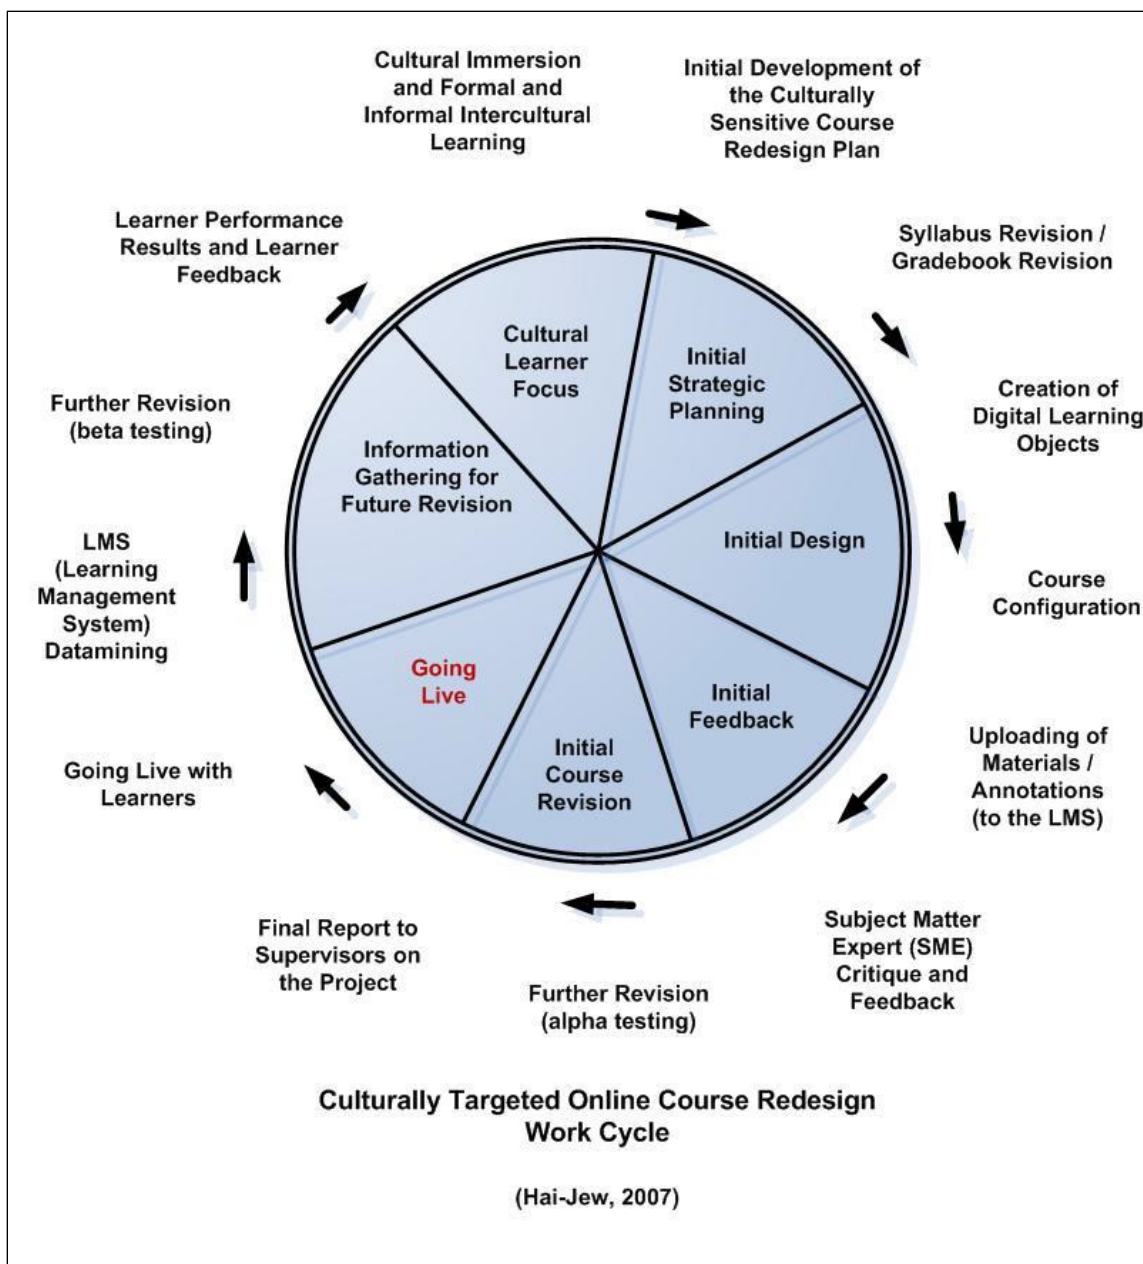 Cultural Immersion
and Formal and
Informal Intercultural
Learning
Initial Development of
the Culturally
Sensitive Course
Redesign Plan
Syllabus Revision /
Gradebook Revision
Creation of
Digital Learning
Objects
Course
Configuration
Uploading of
Materials /
Annotations
(to the LMS)
Subject Matter
Expert (SME)
Critique and
Feedback
Further Revision
(alpha testing)
Final Report to
Supervisors on
the Project
Going Live with
Learners
LMS
(Learning
Management
System)
Datamining
Further Revision
(beta testing)
Learner Performance
Results and Learner
Feedback
Cultural
Learner
Focus
Initial
Strategic
Planning
Initial Design
Initial
Feedback
Initial
Course
Revision
Going
Live
Information
Gathering for
Future Revision
Culturally Targeted Online Course Redesign
Work Cycle
(Hai-Jew, 2007)